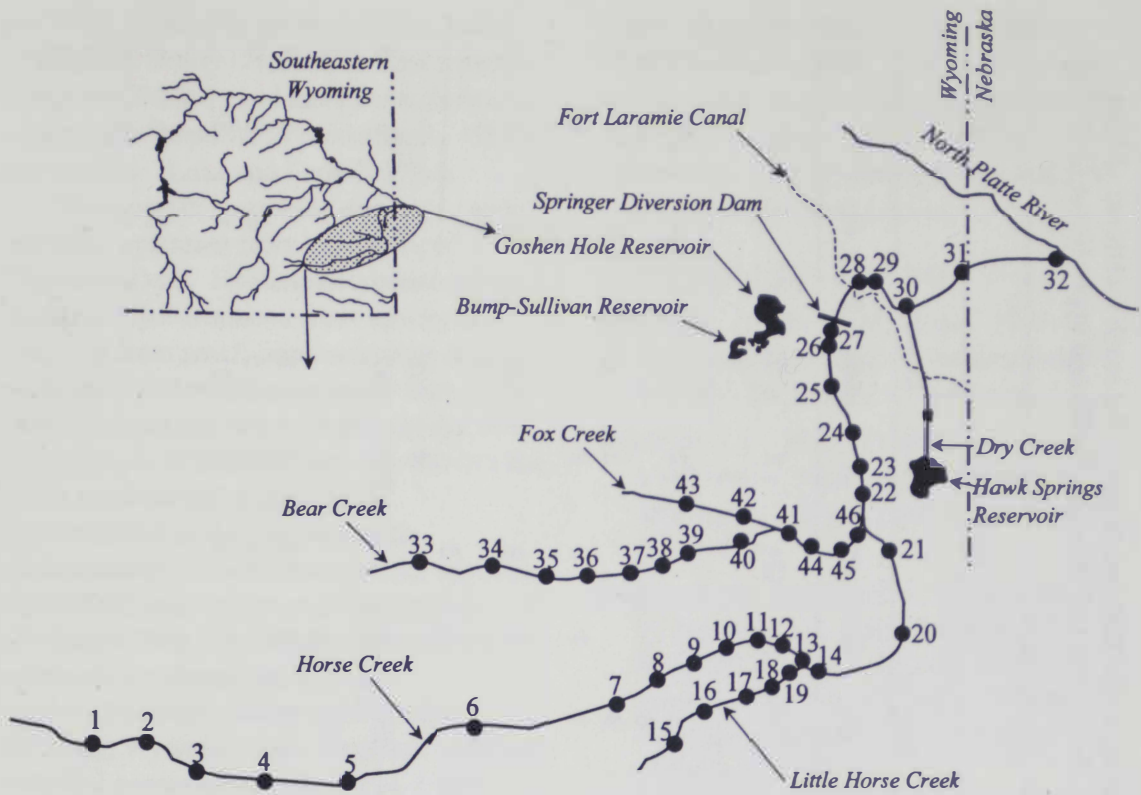 Southeastern
Wyoming
Wyoming
Nebraska
Fort Laramie Canal
North Platte River
Springer Diversion Dam
Goshen Hole Reservoir
Bump-Sullivan Reservoir
28 29
31
30
32
27
26
25
24
23
22
Dry Creek
Hawk Springs
Reservoir
Fox Creek
43
42
41
46
21
Bear Creek
33
34
35
36
37
38
39
40
44
45
20
Horse Creek
11
12
10
13
9
14
8
18
7
17
19
16
6
15
1
2
3
4
5
Little Horse Creek